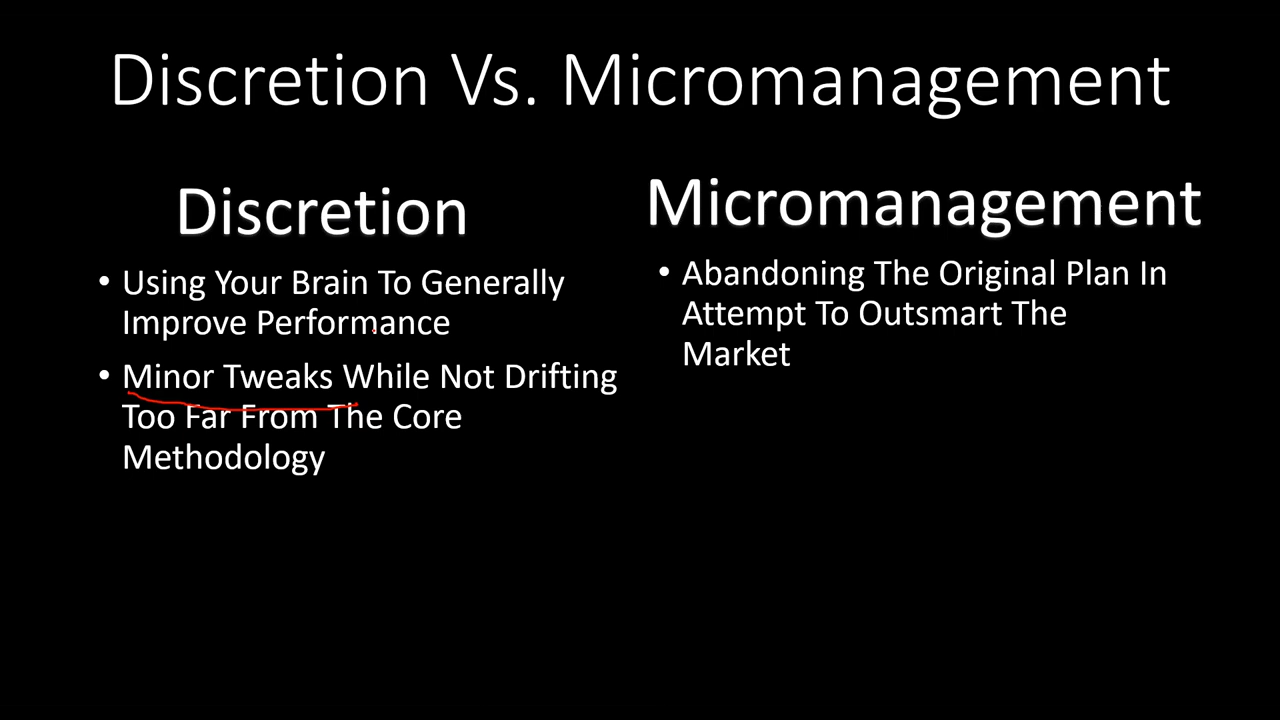 Discretion Vs. Micromanagement
Discretion
• Using Your Brain To Generally
Improve Performance
• Minor Tweaks While Not Drifting
Too Far From The Core
Methodology
Micromanagement
• Abandoning The Original Plan In
Attempt To Outsmart The
Market